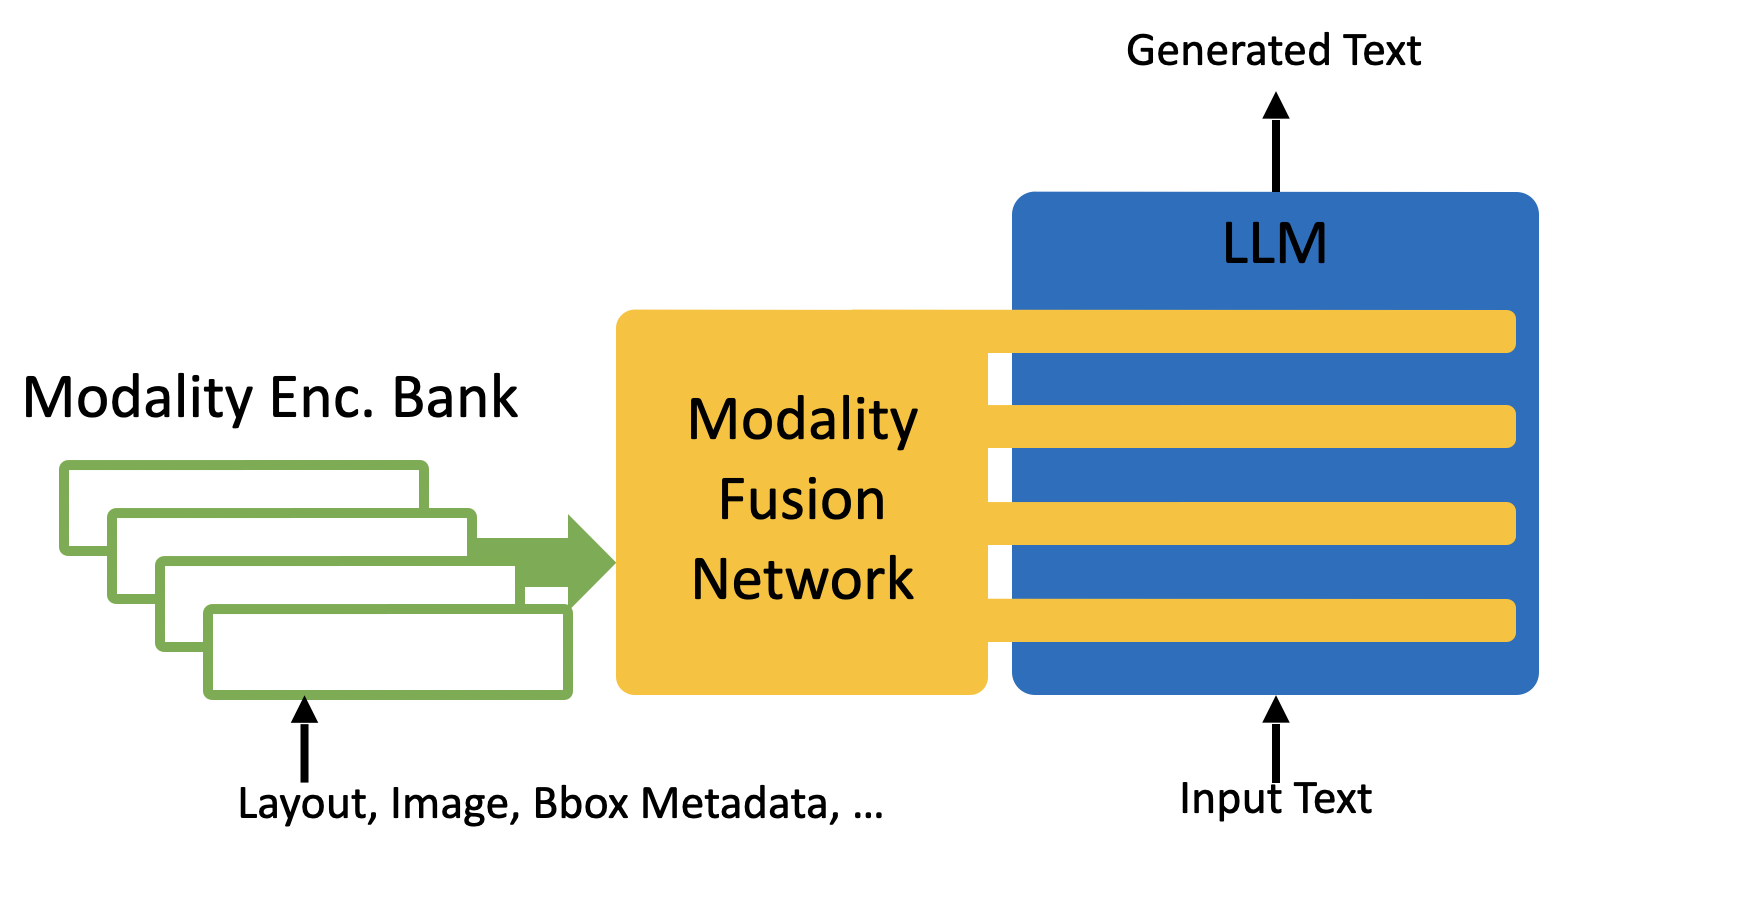 Generated Text
LLM
Modality Enc. Bank
Modality
Fusion
Network
Layout, Image, Bbox Metadata, ...
Input Text